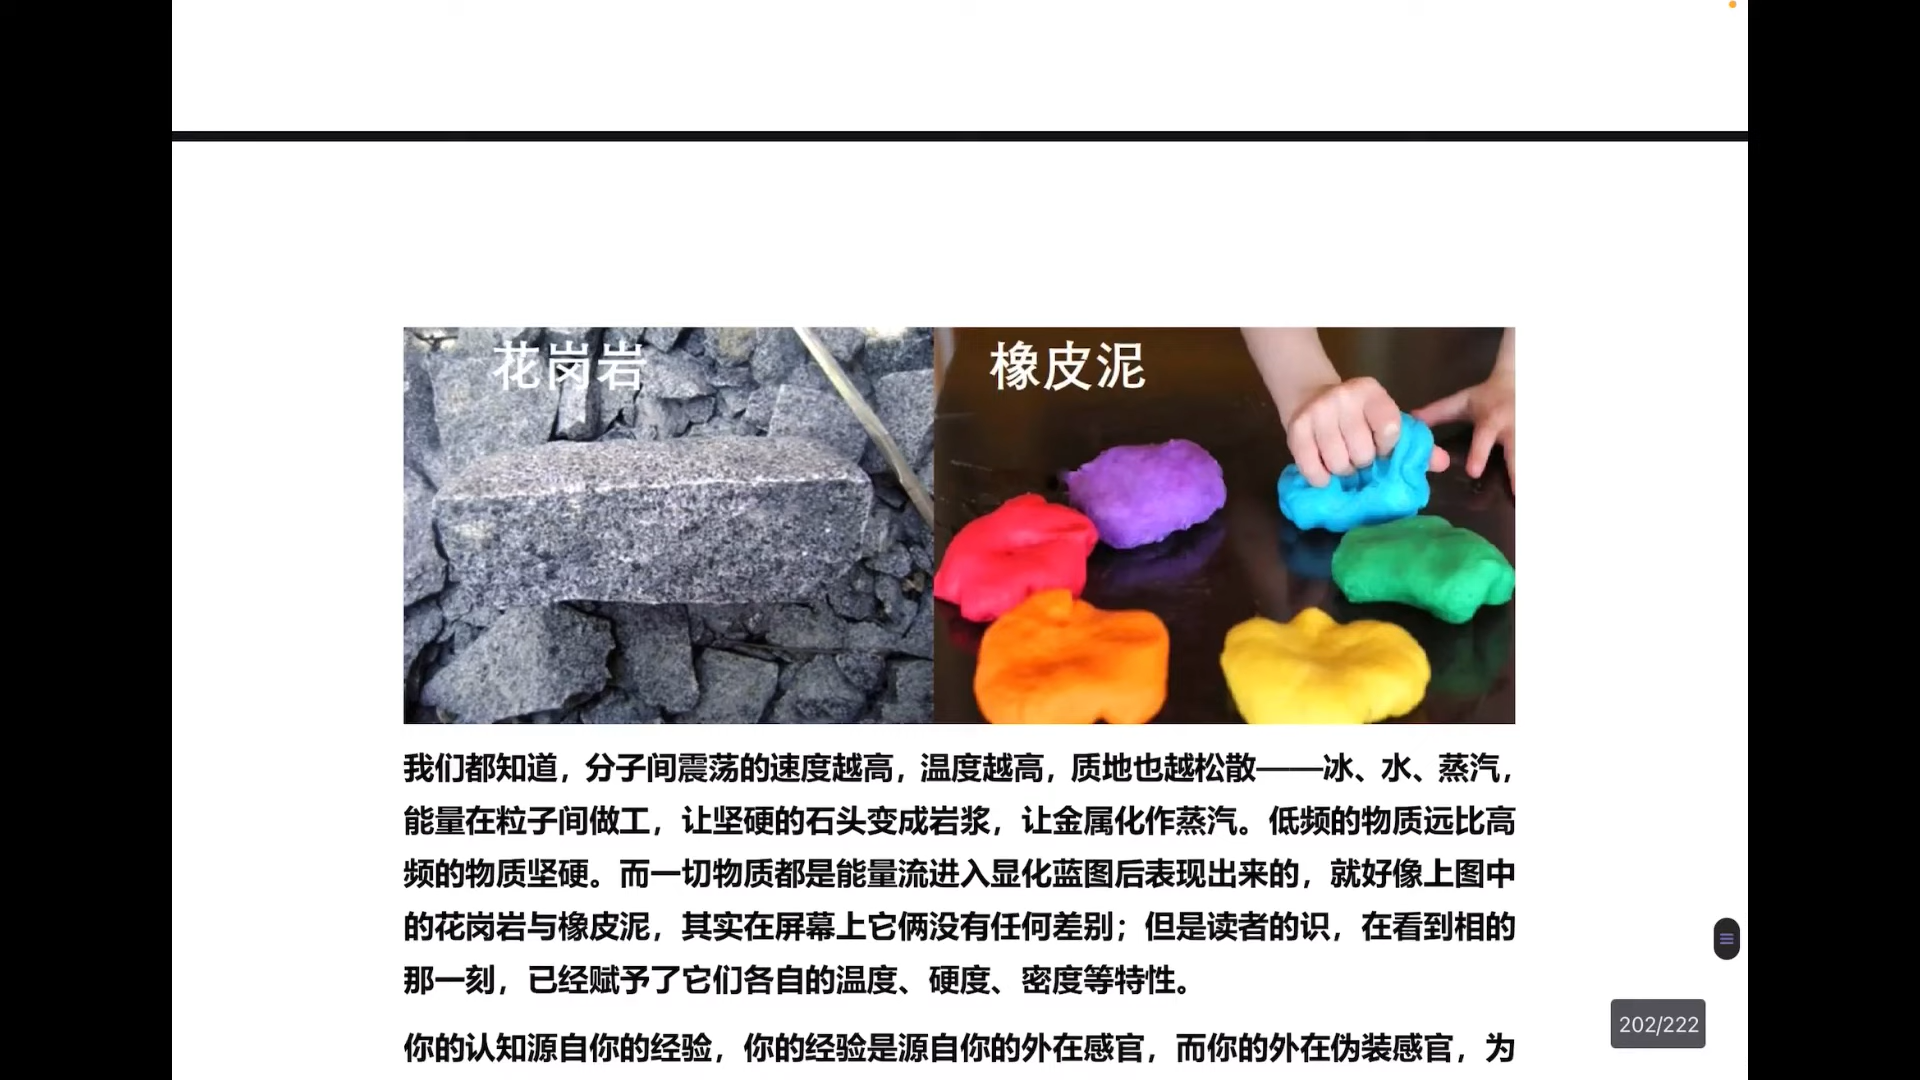 花岗岩
橡皮泥
我们都知道，分子间震荡的速度越高，温度越高，质地也越松散——冰、水、蒸汽，
能量在粒子间做工，让坚硬的石头变成岩浆，让金属化作蒸汽。低频的物质远比高
频的物质坚硬。而一切物质都是能量流进入显化蓝图后表现出来的，就好像上图中
的花岗岩与橡皮泥，其实在屏幕上它俩没有任何差别；但是读者的识，在看到相的
那一刻，已经赋予了它们各自的温度、硬度、密度等特性。
你的认知源自你的经验，你的经验是源自你的外在感官，而你的外在伪装感官，为
202/222